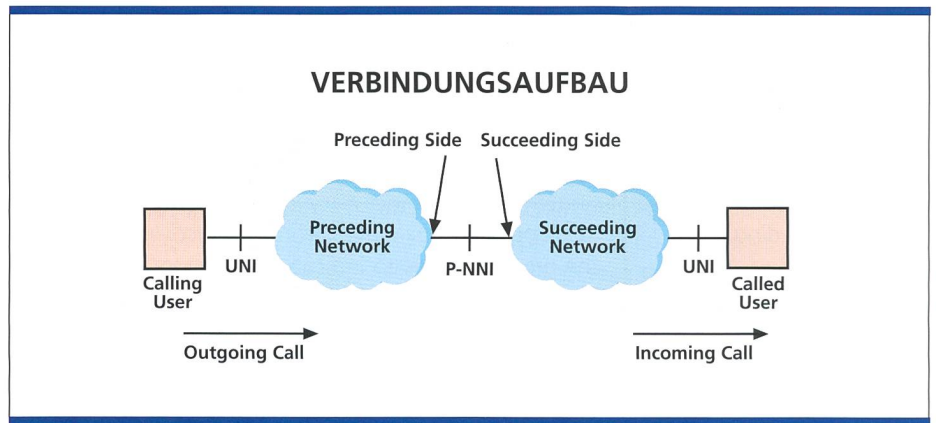 VERBINDUNGSAUFBAU
Preceding Side
Succeeding Side
Preceding
Network
Succeeding
Network
UNI
P-NNI
UNI
Calling
User
Called
User
Outgoing Call
Incoming Call